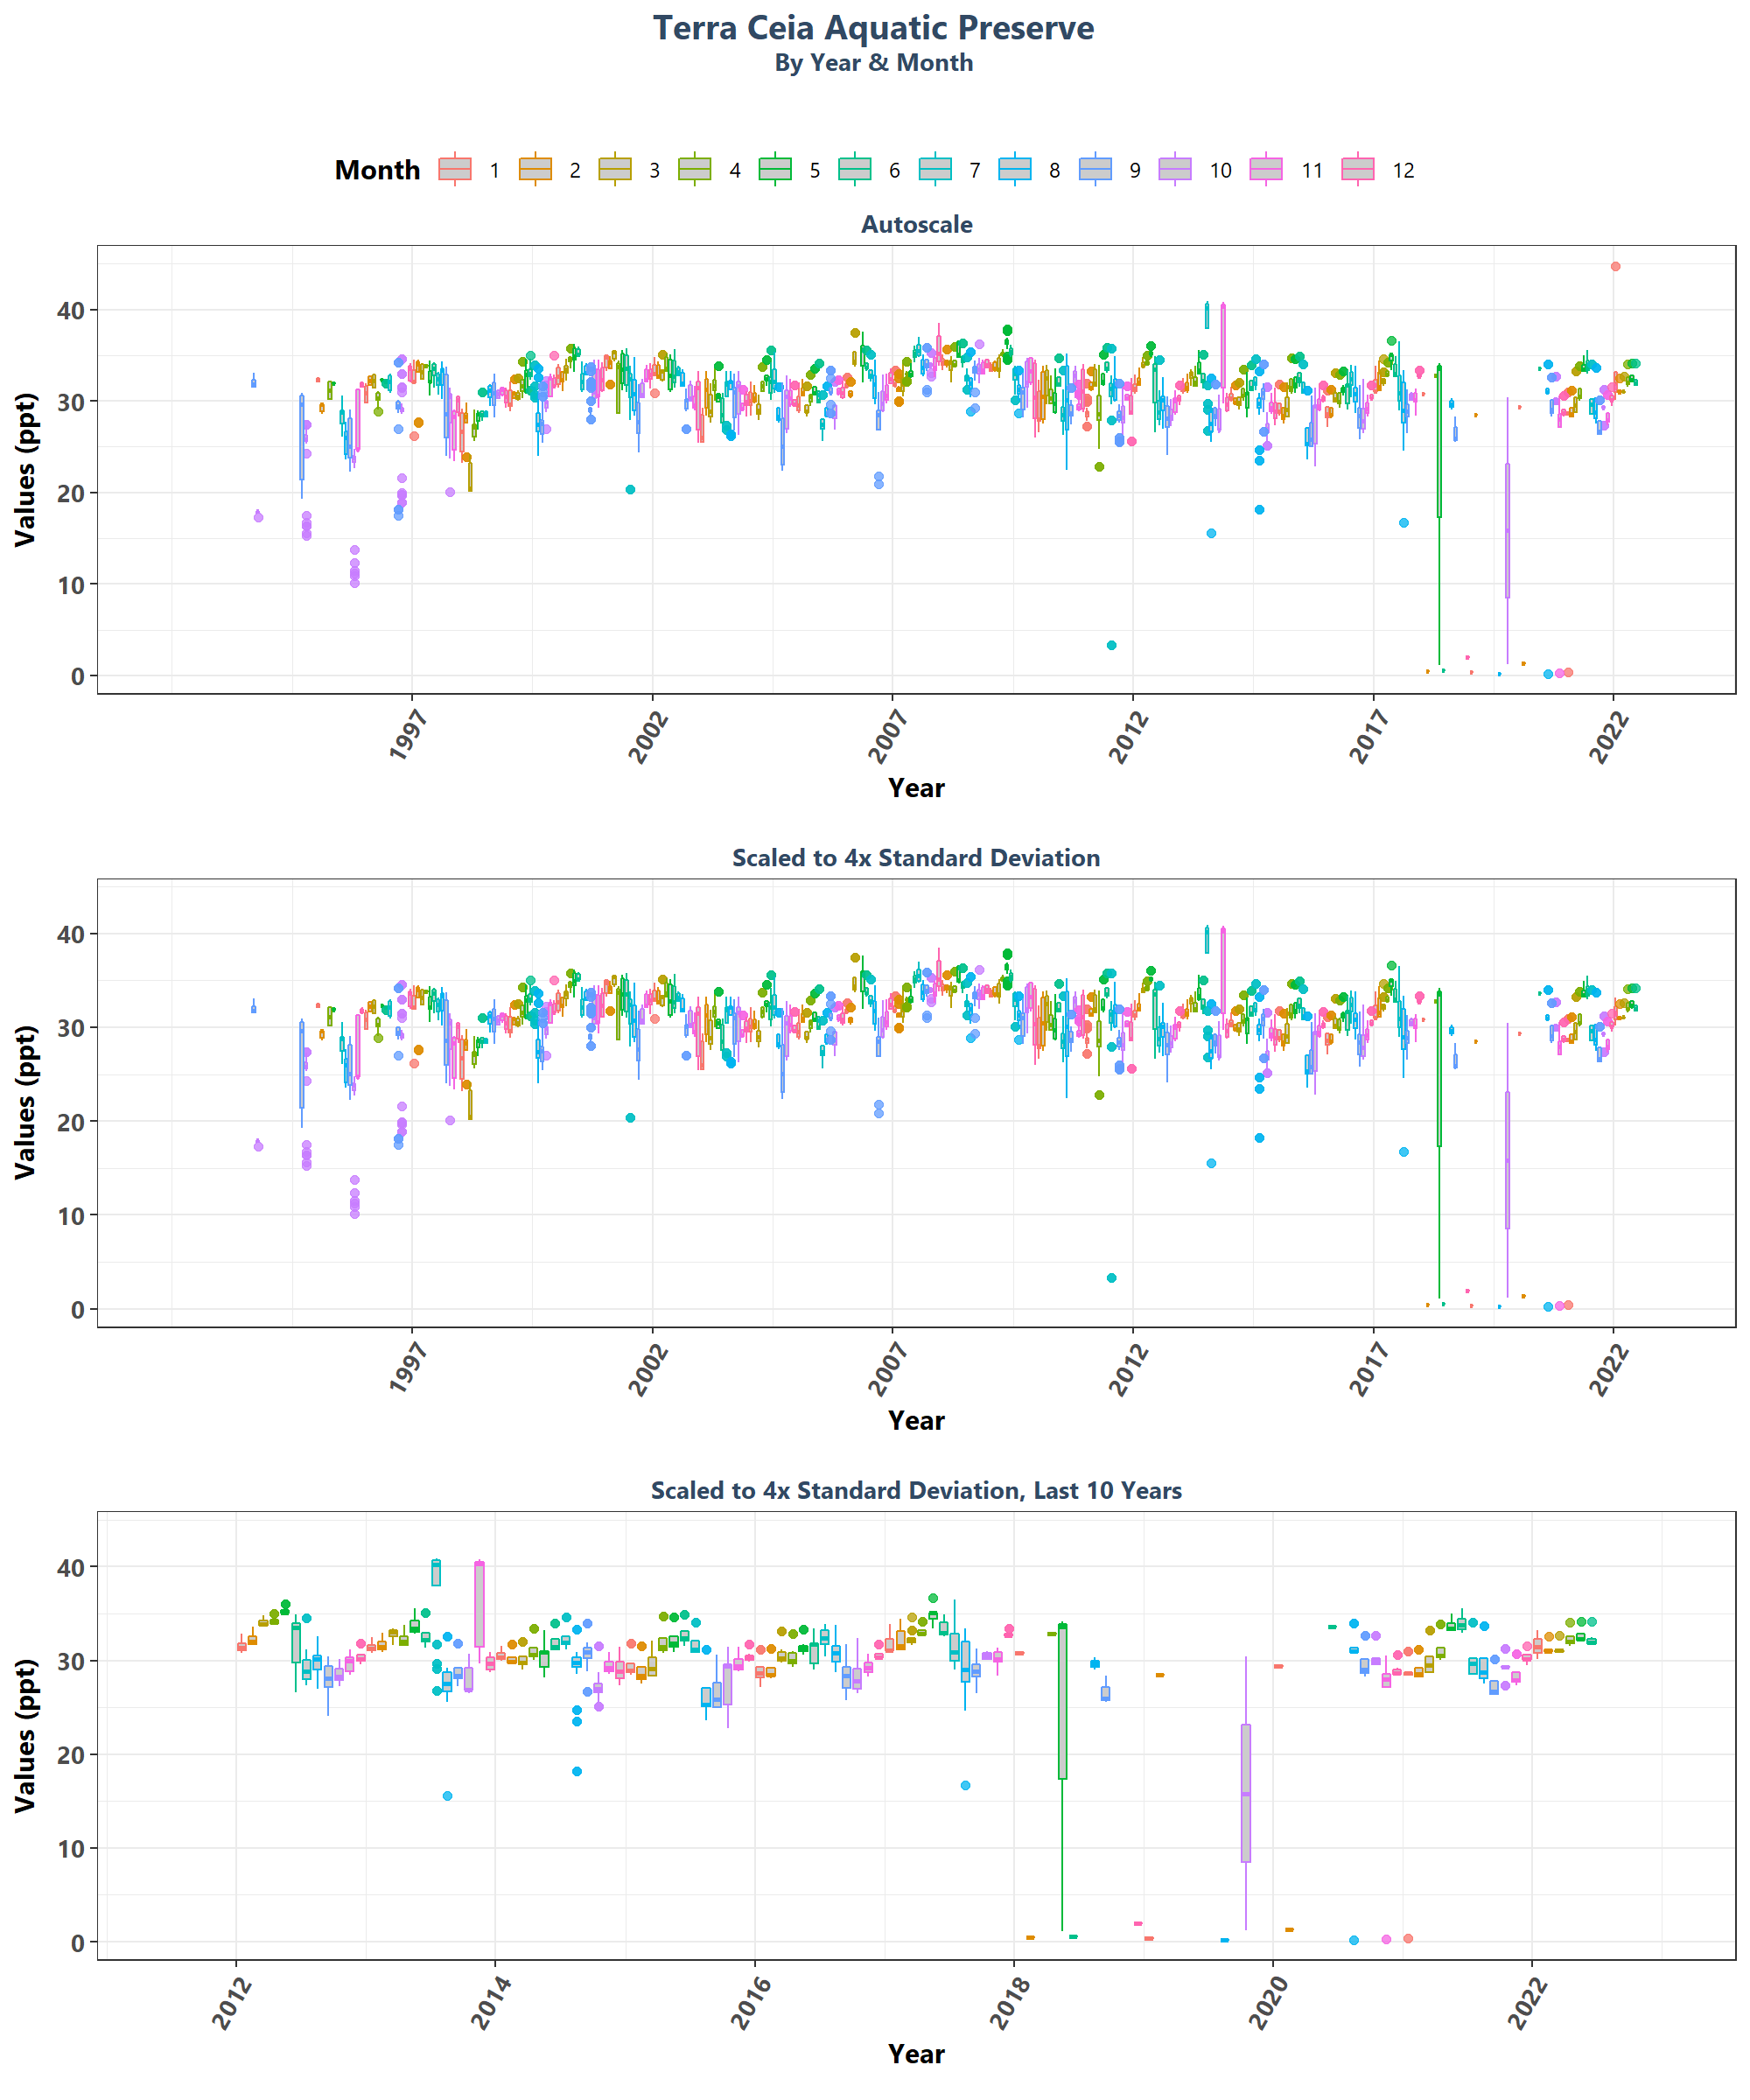 Terra Ceia Aquatic Preserve
By Year & Month
Month 1 2 3 4 5 6 7 8 9 10 11 12
Autoscale
Values (ppt)
40
30
20
10
0
1997 2002 2007 2012 2017 2022
Year
Scaled to 4x Standard Deviation
Values (ppt)
40
30
20
10
0
1997 2002 2007 2012 2017 2022
Year
Scaled to 4x Standard Deviation, Last 10 Years
Values (ppt)
40
30
20
10
0
2012 2014 2016 2018 2020 2022
Year